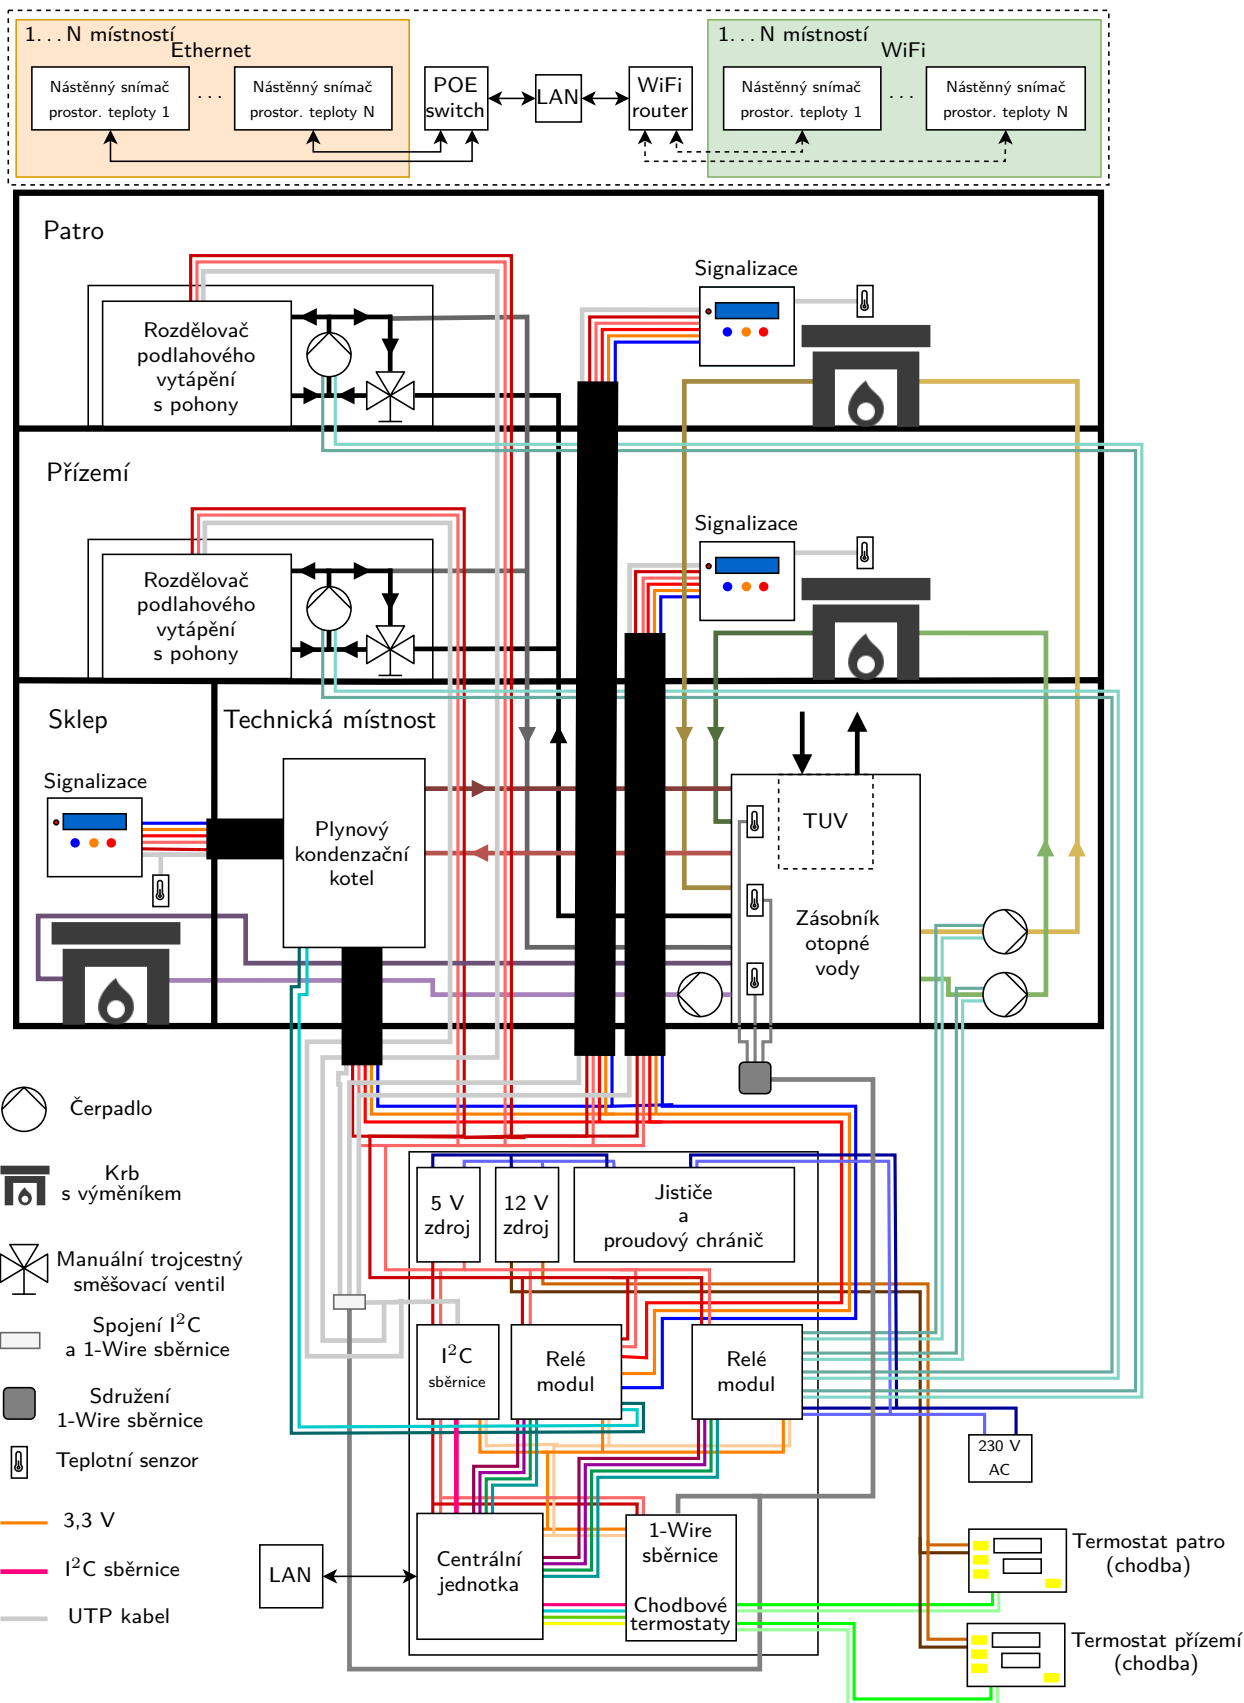 1...N místností
Ethernet
Nástěnný snímač
prostor. teploty 1
...
Nástěnný snímač
prostor. teploty N
POE
switch
LAN
WiFi
router
1...N místností
WiFi
Nástěnný snímač
prostor. teploty 1
...
Nástěnný snímač
prostor. teploty N
Patro
Signalizace
Rozdělovač
podlahového
vytápění
s pohony
Přízemí
Signalizace
Rozdělovač
podlahového
vytápění
s pohony
Sklep
Technická místnost
Signalizace
Plynový
kondenzační
kotel
TUV
Zásobník
otopné
vody
Čerpadlo
Krb
s výměníkem
Manuální trojcestný
směšovací ventil
Spojení I²C
a 1-Wire sběrnice
Sdružení
1-Wire sběrnice
Teplotní senzor
3,3 V
I²C sběrnice
UTP kabel
5 V
zdroj
12 V
zdroj
Jističe
a
proudový chránič
I²C
sběrnice
Relé
modul
Relé
modul
230 V
AC
LAN
Centrální
jednotka
1-Wire
sběrnice
Chodbové
termostaty
Termostat patro
(chodba)
Termostat přízemí
(chodba)